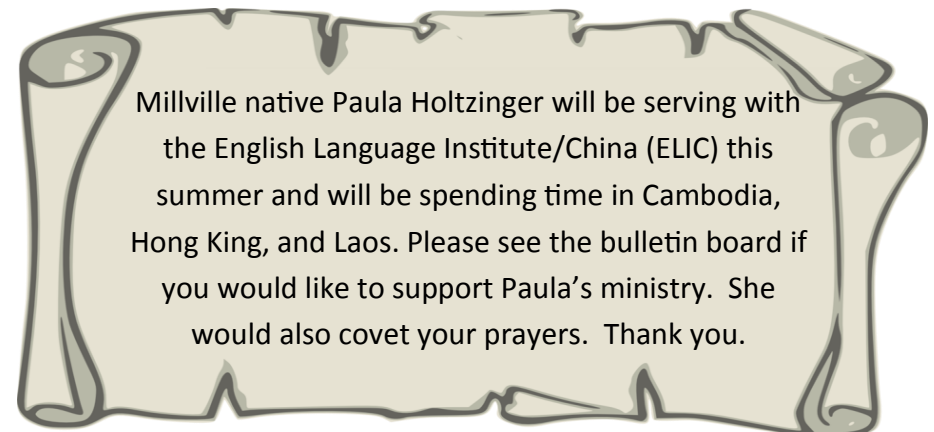 Millville native Paula Holtzinger will be serving with
the English Language Institute/China (ELIC) this
summer and will be spending time in Cambodia,
Hong King, and Laos. Please see the bulletin board if
you would like to support Paula’s ministry.  She
would also covet your prayers.  Thank you.